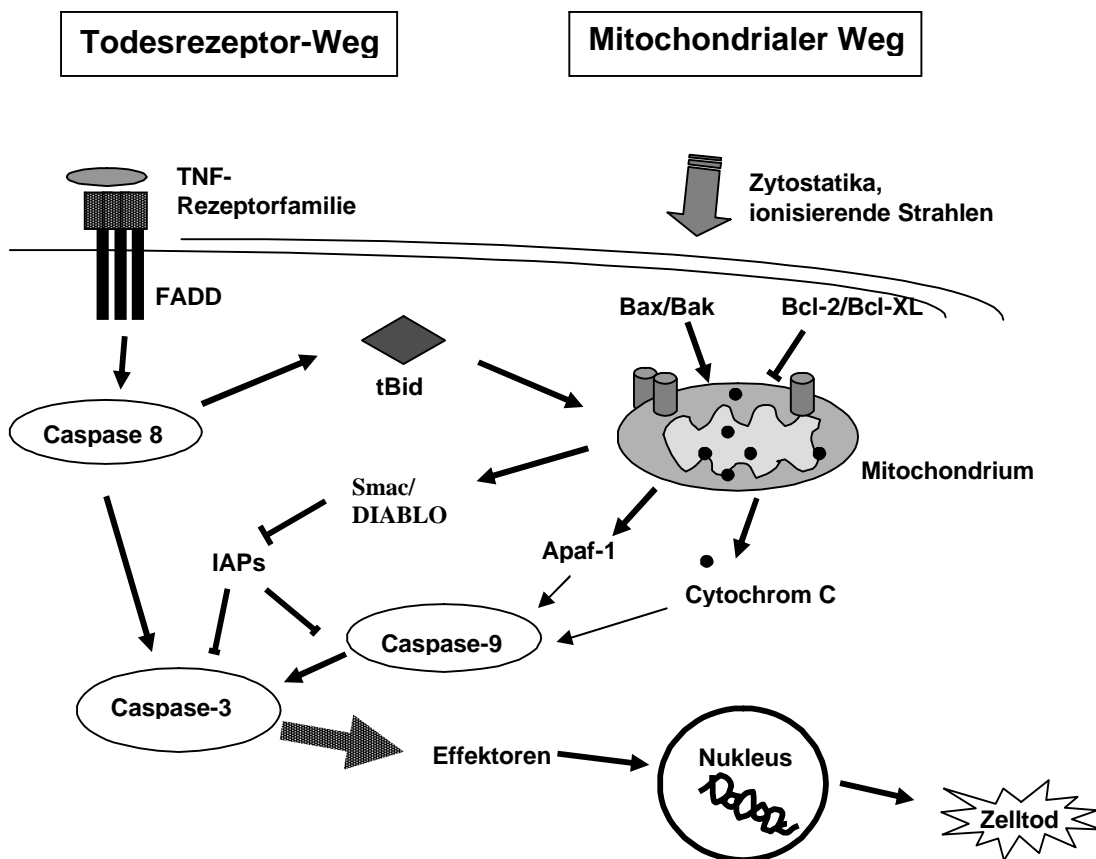 Todesrezeptor-Weg
Mitochondrialer Weg
TNF-
Rezeptorfamilie
Zytostatika,
ionisierende Strahlen
FADD
Bax/Bak
Bcl-2/Bcl-XL
tBid
Caspase 8
Mitochondrium
Smac/
DIABLO
Apaf-1
IAPs
Cytochrom C
Caspase-9
Caspase-3
Effektoren
Nukleus
Zelltod